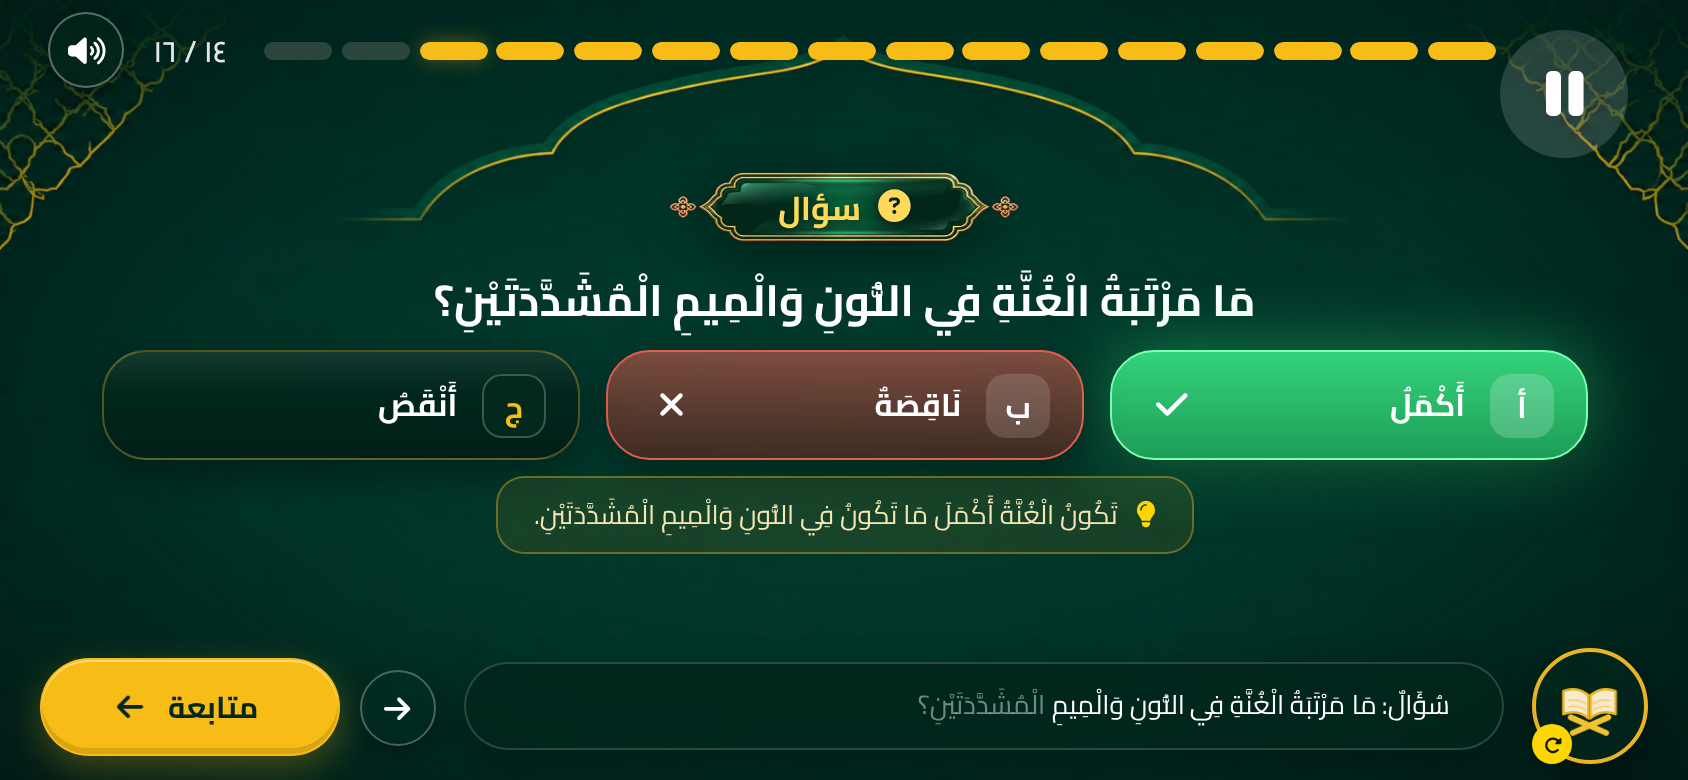 ١٤ / ١٦
سؤال
مَا مَرْتَبَةُ الْغُنَّةِ فِي النُّونِ وَالْمِيمِ الْمُشَدَّدَتَيْنِ؟
أ أَكْمَلُ
ب نَاقِصَةٌ
ج أَنْقَصُ
تَكُونُ الْغُنَّةُ أَكْمَلَ مَا تَكُونُ فِي النُّونِ وَالْمِيمِ الْمُشَدَّدَتَيْنِ.
سُؤَالٌ: مَا مَرْتَبَةُ الْغُنَّةِ فِي النُّونِ وَالْمِيمِ الْمُشَدَّدَتَيْنِ؟
متابعة